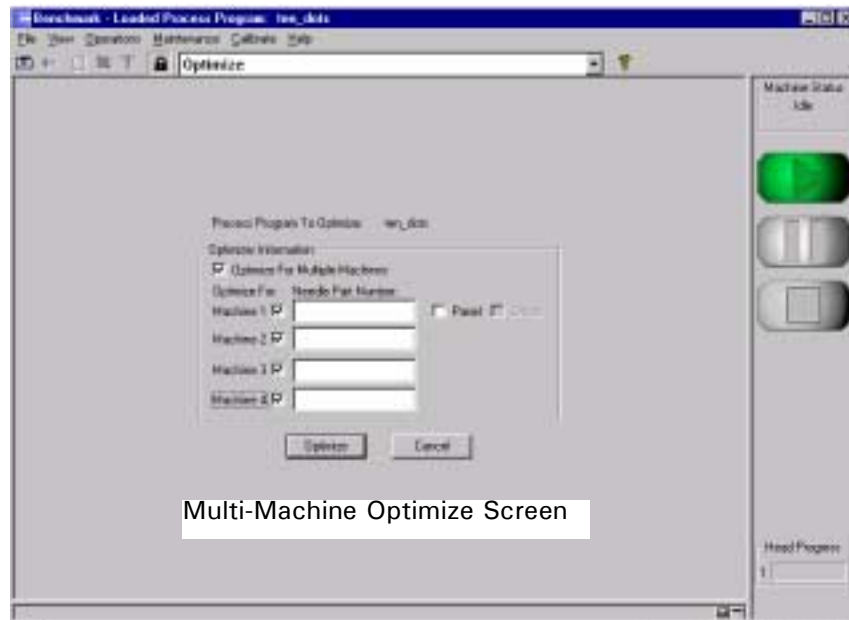 Benchmark - Loaded Process Program: ten_dots
File View Operations Maintenance Calibrate Help
Optimize
Machine Status
Idle
Process Program To Optimize: ten_dots
Optimizer Information
Optimize For Multiple Machines
Optimize For Needle Part Number
Machine 1 Panel
Machine 2
Machine 3
Machine 4
Optimize Cancel
Multi-Machine Optimize Screen
Head Progress
1